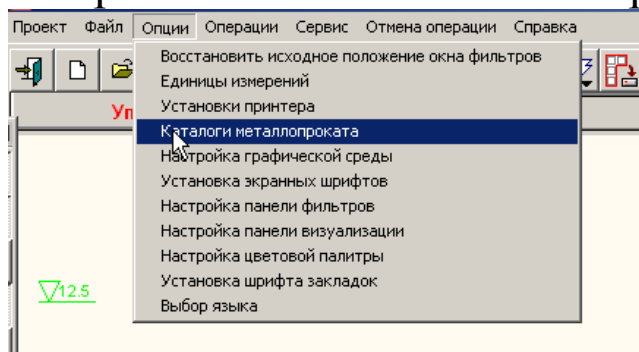 Проект Файл Опции Операции Сервис Отмена операции Справка
Восстановить исходное положение окна фильтров
Единицы измерений
Установки принтера
Уп
Каталоги металлопроката
Настройка графической среды
Установка экранных шрифтов
Настройка панели фильтров
Настройка панели визуализации
Настройка цветовой палитры
Установка шрифта закладок
12.5
Выбор языка